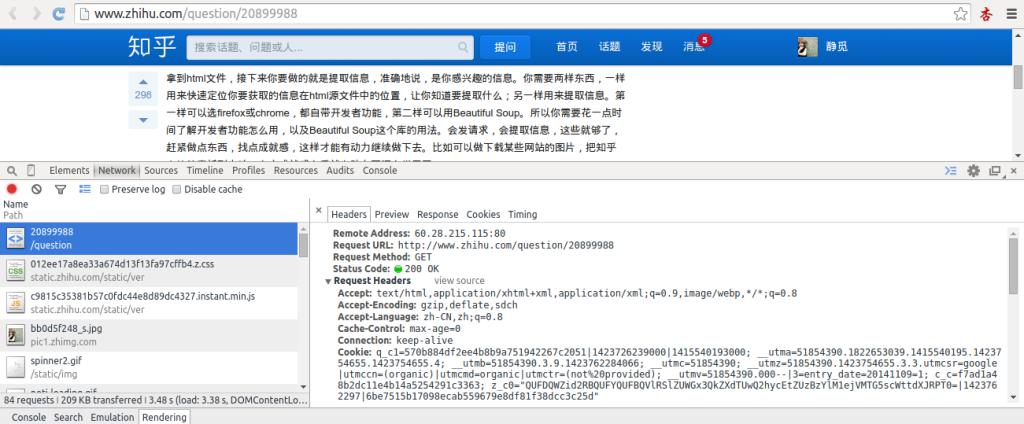 www.zhihu.com/question/20899988
知乎 搜索话题、问题或人... 提问 首页 话题 发现 消息 5 静觅
298
拿到html文件，接下来你要做的就是提取信息，准确地说，是你感兴趣的信息。你需要两样东西，一样
用来快速定位你要获取的信息在html源文件中的位置，让你知道要提取什么；另一样用来提取信息。第
一样可以选firefox或chrome，都自带开发者功能，第二样可以用Beautiful Soup。所以你需要花一点时
间了解开发者功能怎么用，以及Beautiful Soup这个库的用法。会发请求，会提取信息，这些就够了，
赶紧做点东西，找点成就感，这样才能有动力继续做下去。比如可以做下载某些网站的图片，把知乎
Elements Network Sources Timeline Profiles Resources Audits Console
Preserve log Disable cache
Name
Path
20899988
/question
012ee17a8ea33a674d13f13fa97cffb4.z.css
static.zhihu.com/static/ver
c9815c35381b57c0fdc44e8d89dc4327.instant.min.js
static.zhihu.com/static/ver
bb0d5f248_s.jpg
pic1.zhimg.com
spinner2.gif
/static/img
noti-loading.gif
84 requests | 209 KB transferred | 3.48 s (load: 3.38 s, DOMContentLo...
× Headers Preview Response Cookies Timing
Remote Address: 60.28.215.115:80
Request URL: http://www.zhihu.com/question/20899988
Request Method: GET
Status Code: 200 OK
Request Headers view source
Accept: text/html,application/xhtml+xml,application/xml;q=0.9,image/webp,*/*;q=0.8
Accept-Encoding: gzip,deflate,sdch
Accept-Language: zh-CN,zh;q=0.8
Cache-Control: max-age=0
Connection: keep-alive
Cookie: q_c1=570b884df2ee4b8b9a751942267c2051|1423726239000|1415540193000; __utma=51854390.1822653039.1415540195.14237
54655.1423754655.4; __utmb=51854390.3.9.1423762284066; __utmc=51854390; __utmz=51854390.1423754655.3.3.utmcsr=google
|utmccn=(organic)|utmcmd=organic|utmctr=(not%20provided); __utmv=51854390.000--|3=entry_date=20141109=1; c_c=f7ad1a4
8b2dc11e4b14a5254291c3363; z_c0="QUFDQWZid2RBQUFYQUFBQVlRSlZUWGx3QkZXdTUwQ2hycEtZUzBzYlM1ejVMTG5scWttdXJRPT0=|1423762
2297|6be7515b17098ecab559679e8df81f38dcc3c25d"
Console Search Emulation Rendering